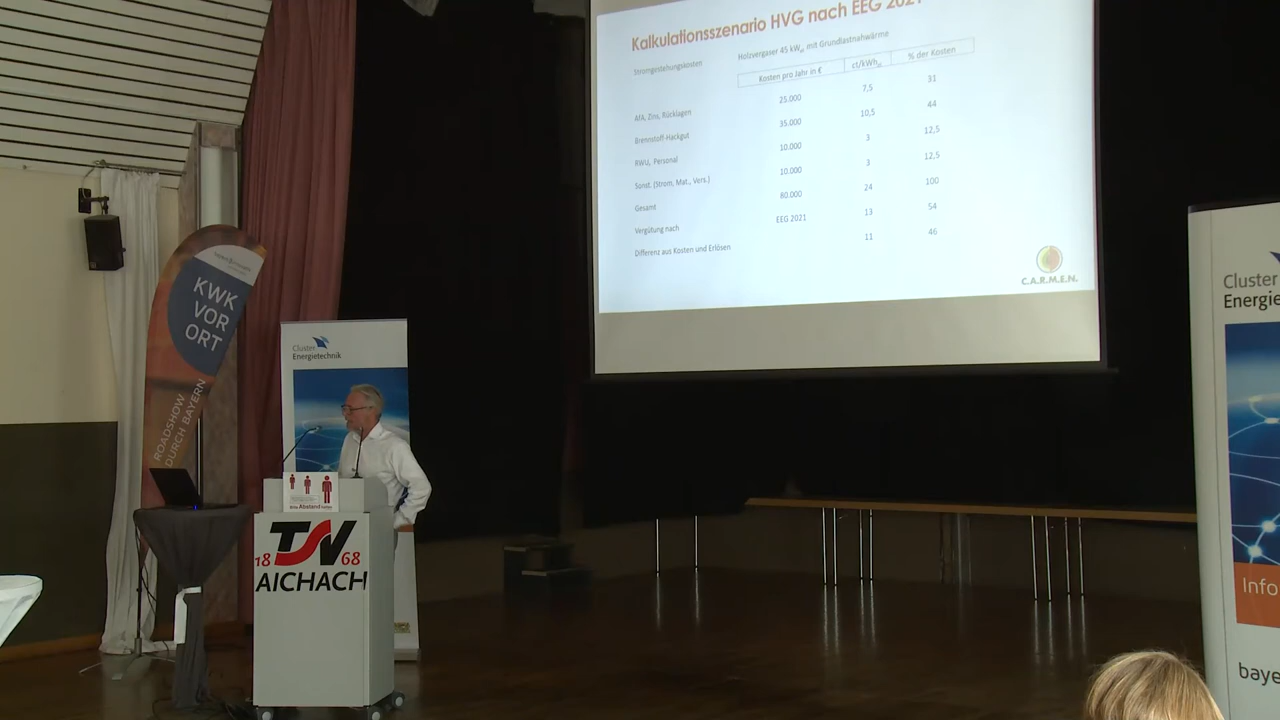 Kalkulationsszenario HVG nach EEG 2021
Stromgestehungskosten
Holzvergaser 45 kWel mit Grundlastnahwärme
Kosten pro Jahr in €
ct/kWhel
% der Kosten
AfA, Zins, Rücklagen 25.000 7,5 31
Brennstoff-Hackgut 35.000 10,5 44
RWU, Personal 10.000 3 12,5
Sonst. (Strom, Mat., Vers.) 10.000 3 12,5
Gesamt 80.000 24 100
Vergütung nach EEG 2021 13 54
Differenz aus Kosten und Erlösen 11 46
C.A.R.M.E.N.
KWK
VOR
ORT
ROADSHOW
DURCH BAYERN
Cluster
Energietechnik
Bitte Abstand halten
TSV
1868
AICHACH
Cluster
Energie
Info
baye